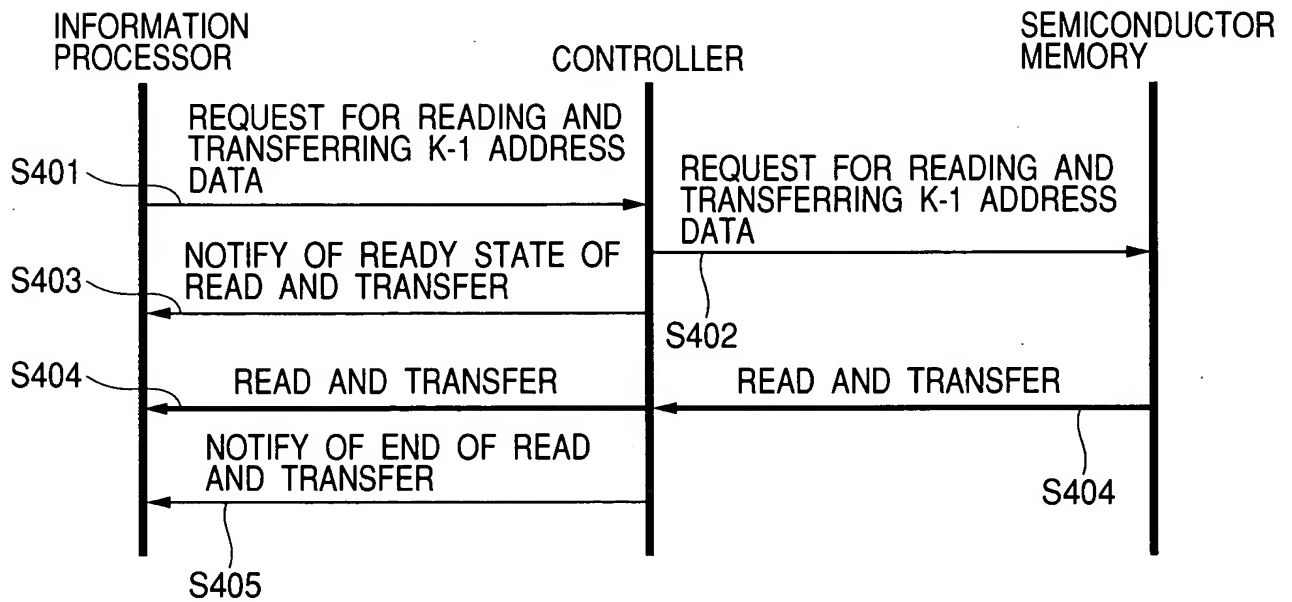 INFORMATION
PROCESSOR
CONTROLLER
SEMICONDUCTOR
MEMORY
REQUEST FOR READING AND
TRANSFERRING K-1 ADDRESS
DATA
S401
REQUEST FOR READING AND
TRANSFERRING K-1 ADDRESS
DATA
NOTIFY OF READY STATE OF
READ AND TRANSFER
S403
S402
S404
READ AND TRANSFER
READ AND TRANSFER
NOTIFY OF END OF READ
AND TRANSFER
S404
S405